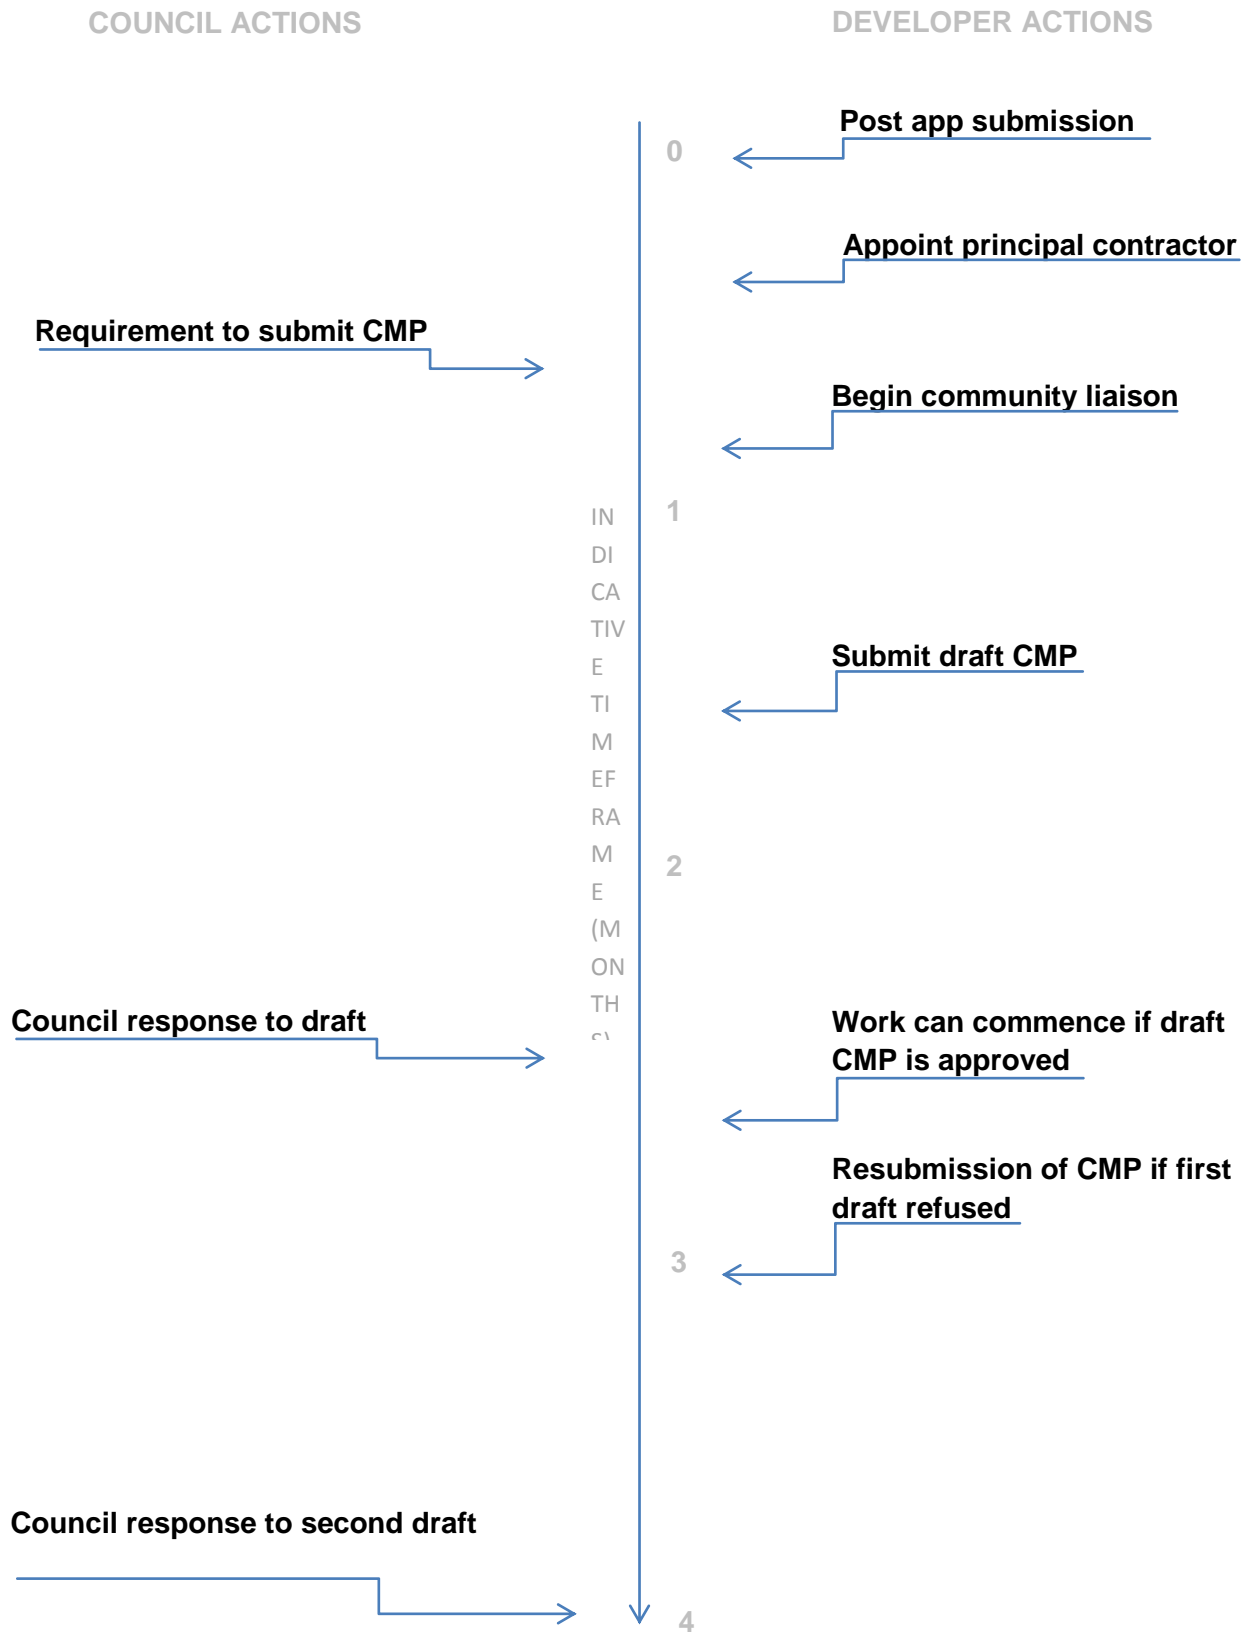 COUNCIL ACTIONS
DEVELOPER ACTIONS
Post app submission
0
Appoint principal contractor
Requirement to submit CMP
Begin community liaison
1
IN
DI
CA
TIV
E
TI
M
EF
RA
M
E
(M
ON
TH
S)
Submit draft CMP
2
Council response to draft
Work can commence if draft
CMP is approved
Resubmission of CMP if first
draft refused
3
Council response to second draft
4